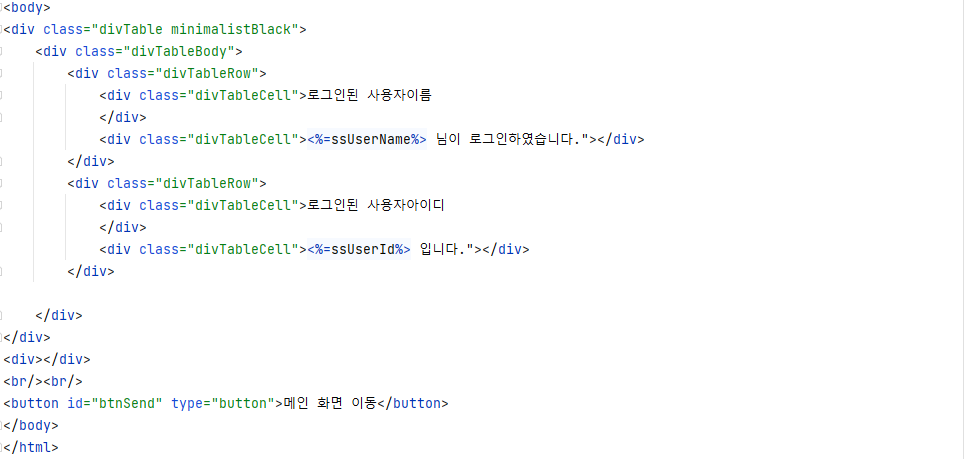 <body>
<div class="divTable minimalistBlack">
    <div class="divTableBody">
        <div class="divTableRow">
            <div class="divTableCell">로그인된 사용자이름
            </div>
            <div class="divTableCell"><%=ssUserName%> 님이 로그인하였습니다."></div>
        </div>
        <div class="divTableRow">
            <div class="divTableCell">로그인된 사용자아이디
            </div>
            <div class="divTableCell"><%=ssUserId%> 입니다."></div>
        </div>

    </div>
</div>
<div></div>
<br/><br/>
<button id="btnSend" type="button">메인 화면 이동</button>
</body>
</html>